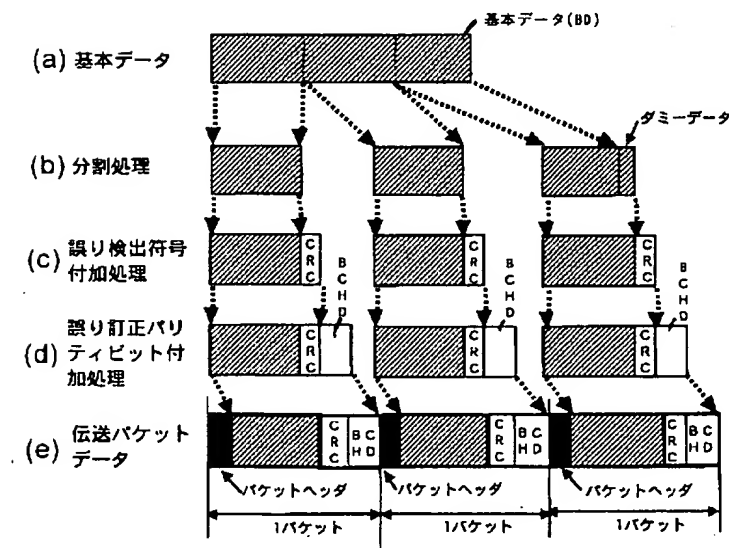 基本データ(BD)
(a) 基本データ
ダミーデータ
(b) 分割処理
(c) 誤り検出符号
付加処理
CRC
BCHD
CRC
CRC
BCHD
(d) 誤り訂正パリ
ティビット付
加処理
CRC
CRC
CRC
(e) 伝送パケット
データ
CRC
BCHD
CRC
BCHD
CRC
BCHD
パケットヘッダ
パケットヘッダ
パケットヘッダ
1パケット
1パケット
1パケット